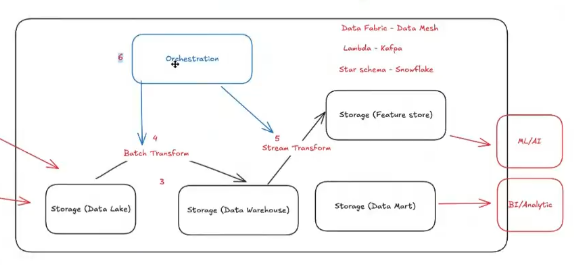 Data Fabric - Data Mesh
6
Orchestration
Lambda - Kafpa
Star schema - Snowflake
Storage (Feature store)
4
5
Batch Transform
Stream Transform
ML/AI
3
Storage (Data Lake)
Storage (Data Warehouse)
Storage (Data Mart)
BI/Analytic